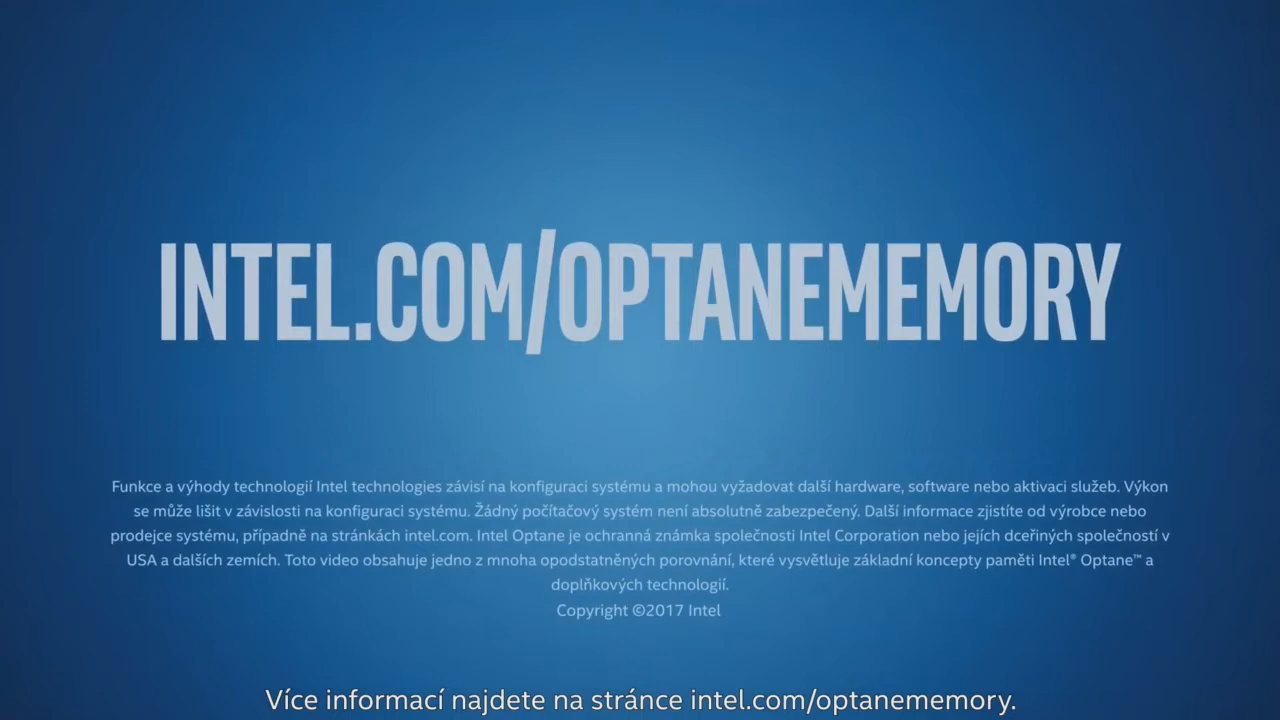 INTEL.COM/OPTANEMEMORY
Funkce a výhody technologií Intel technologies závisí na konfiguraci systému a mohou vyžadovat další hardware, software nebo aktivaci služeb. Výkon
se může lišit v závislosti na konfiguraci systému. Žádný počítačový systém není absolutně zabezpečený. Další informace zjistíte od výrobce nebo
prodejce systému, případně na stránkách intel.com. Intel Optane je ochranná známka společnosti Intel Corporation nebo jejích dceřiných společností v
USA a dalších zemích. Toto video obsahuje jedno z mnoha opodstatněných porovnání, které vysvětluje základní koncepty paměti Intel® Optane™ a
doplňkových technologií.
Copyright ©2017 Intel
Více informací najdete na stránce intel.com/optanememory.